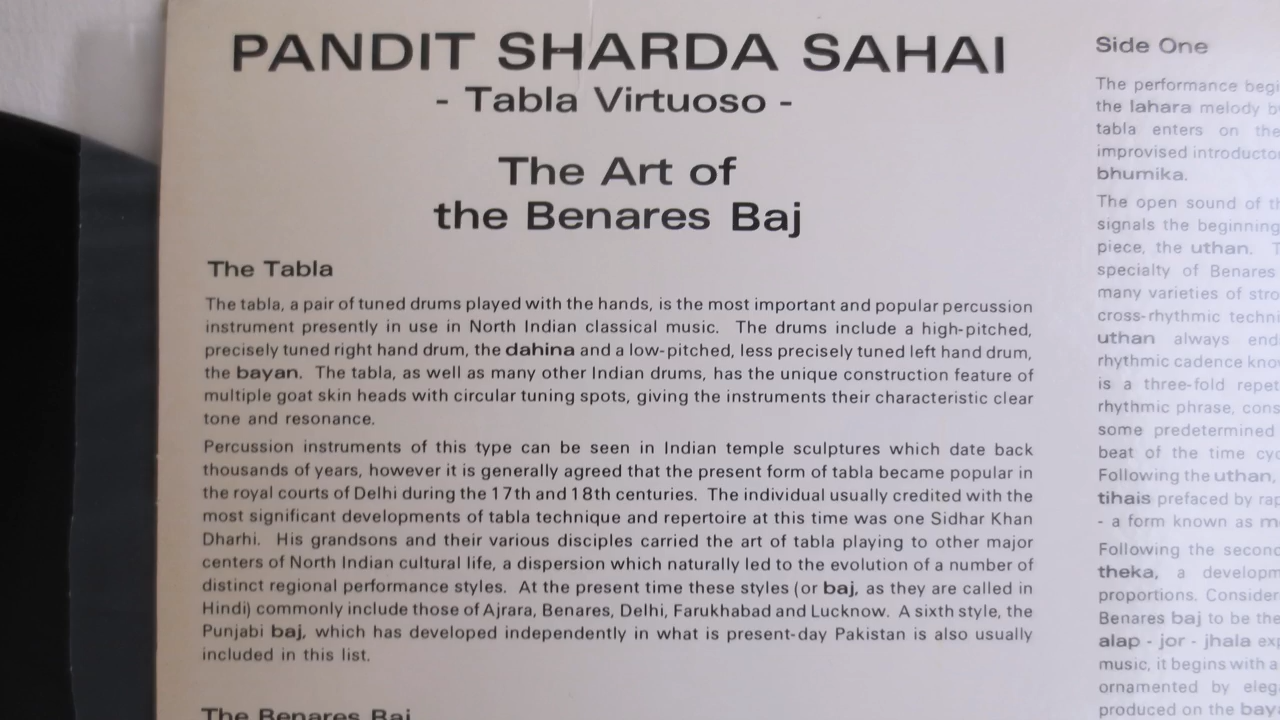 PANDIT SHARDA SAHAI
- Tabla Virtuoso -
The Art of
the Benares Baj
The Tabla
The tabla, a pair of tuned drums played with the hands, is the most important and popular percussion
instrument presently in use in North Indian classical music. The drums include a high-pitched,
precisely tuned right hand drum, the dahina and a low-pitched, less precisely tuned left hand drum,
the bayan. The tabla, as well as many other Indian drums, has the unique construction feature of
multiple goat skin heads with circular tuning spots, giving the instruments their characteristic clear
tone and resonance.
Percussion instruments of this type can be seen in Indian temple sculptures which date back
thousands of years, however it is generally agreed that the present form of tabla became popular in
the royal courts of Delhi during the 17th and 18th centuries. The individual usually credited with the
most significant developments of tabla technique and repertoire at this time was one Sidhar Khan
Dharhi. His grandsons and their various disciples carried the art of tabla playing to other major
centers of North Indian cultural life, a dispersion which naturally led to the evolution of a number of
distinct regional performance styles. At the present time these styles (or baj, as they are called in
Hindi) commonly include those of Ajrara, Benares, Delhi, Farukhabad and Lucknow. A sixth style, the
Punjabi baj, which has developed independently in what is present-day Pakistan is also usually
included in this list.
The Benares Baj
Side One
The performance
the lahara melody
tabla enters on the
improvised
bhumika.
The open sound of
signals the beginning
piece, the uthan.
specialty of Benares
many varieties of
cross-rhythmic
uthan always
rhythmic cadence
is a three-fold
rhythmic phrase,
some predetermined
beat of the time
Following the uthan,
tihais prefaced by
- a form known as
Following the
theka, a
proportions.
Benares baj to be the
alap - jor - jhala
music, it begins with a
ornamented by
produced on the